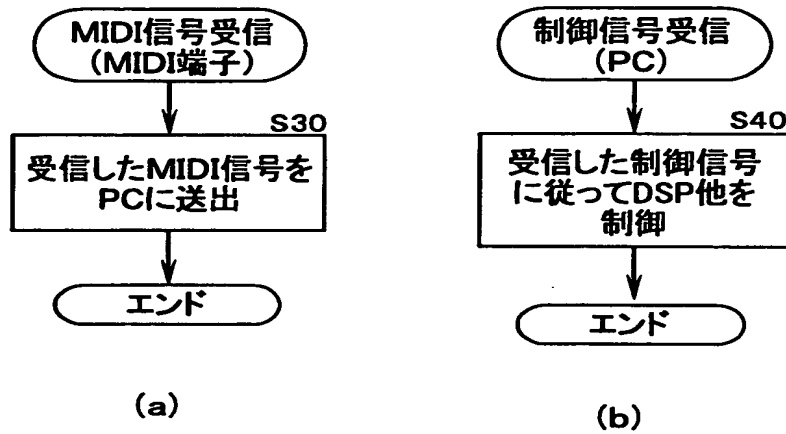 MIDI信号受信
(MIDI端子)
S30
受信したMIDI信号を
PCに送出
エンド
(a)
制御信号受信
(PC)
S40
受信した制御信号
に従ってDSP他を
制御
エンド
(b)